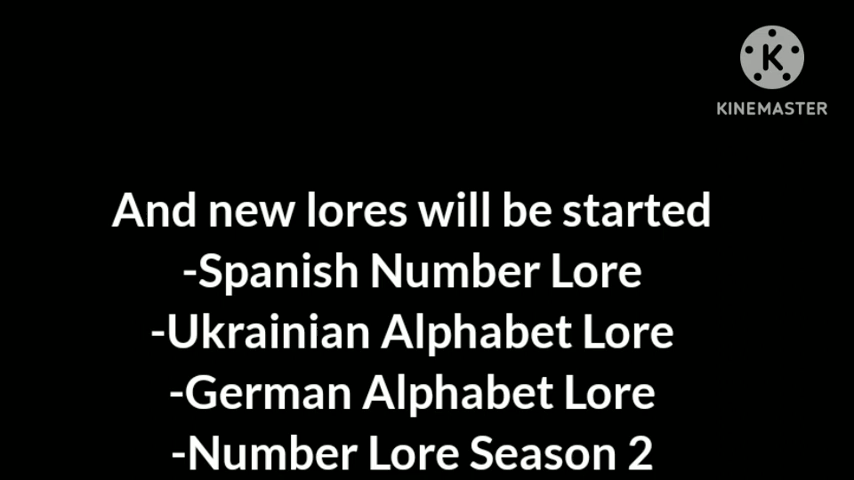 KINEMASTER
And new lores will be started
-Spanish Number Lore
-Ukrainian Alphabet Lore
-German Alphabet Lore
-Number Lore Season 2